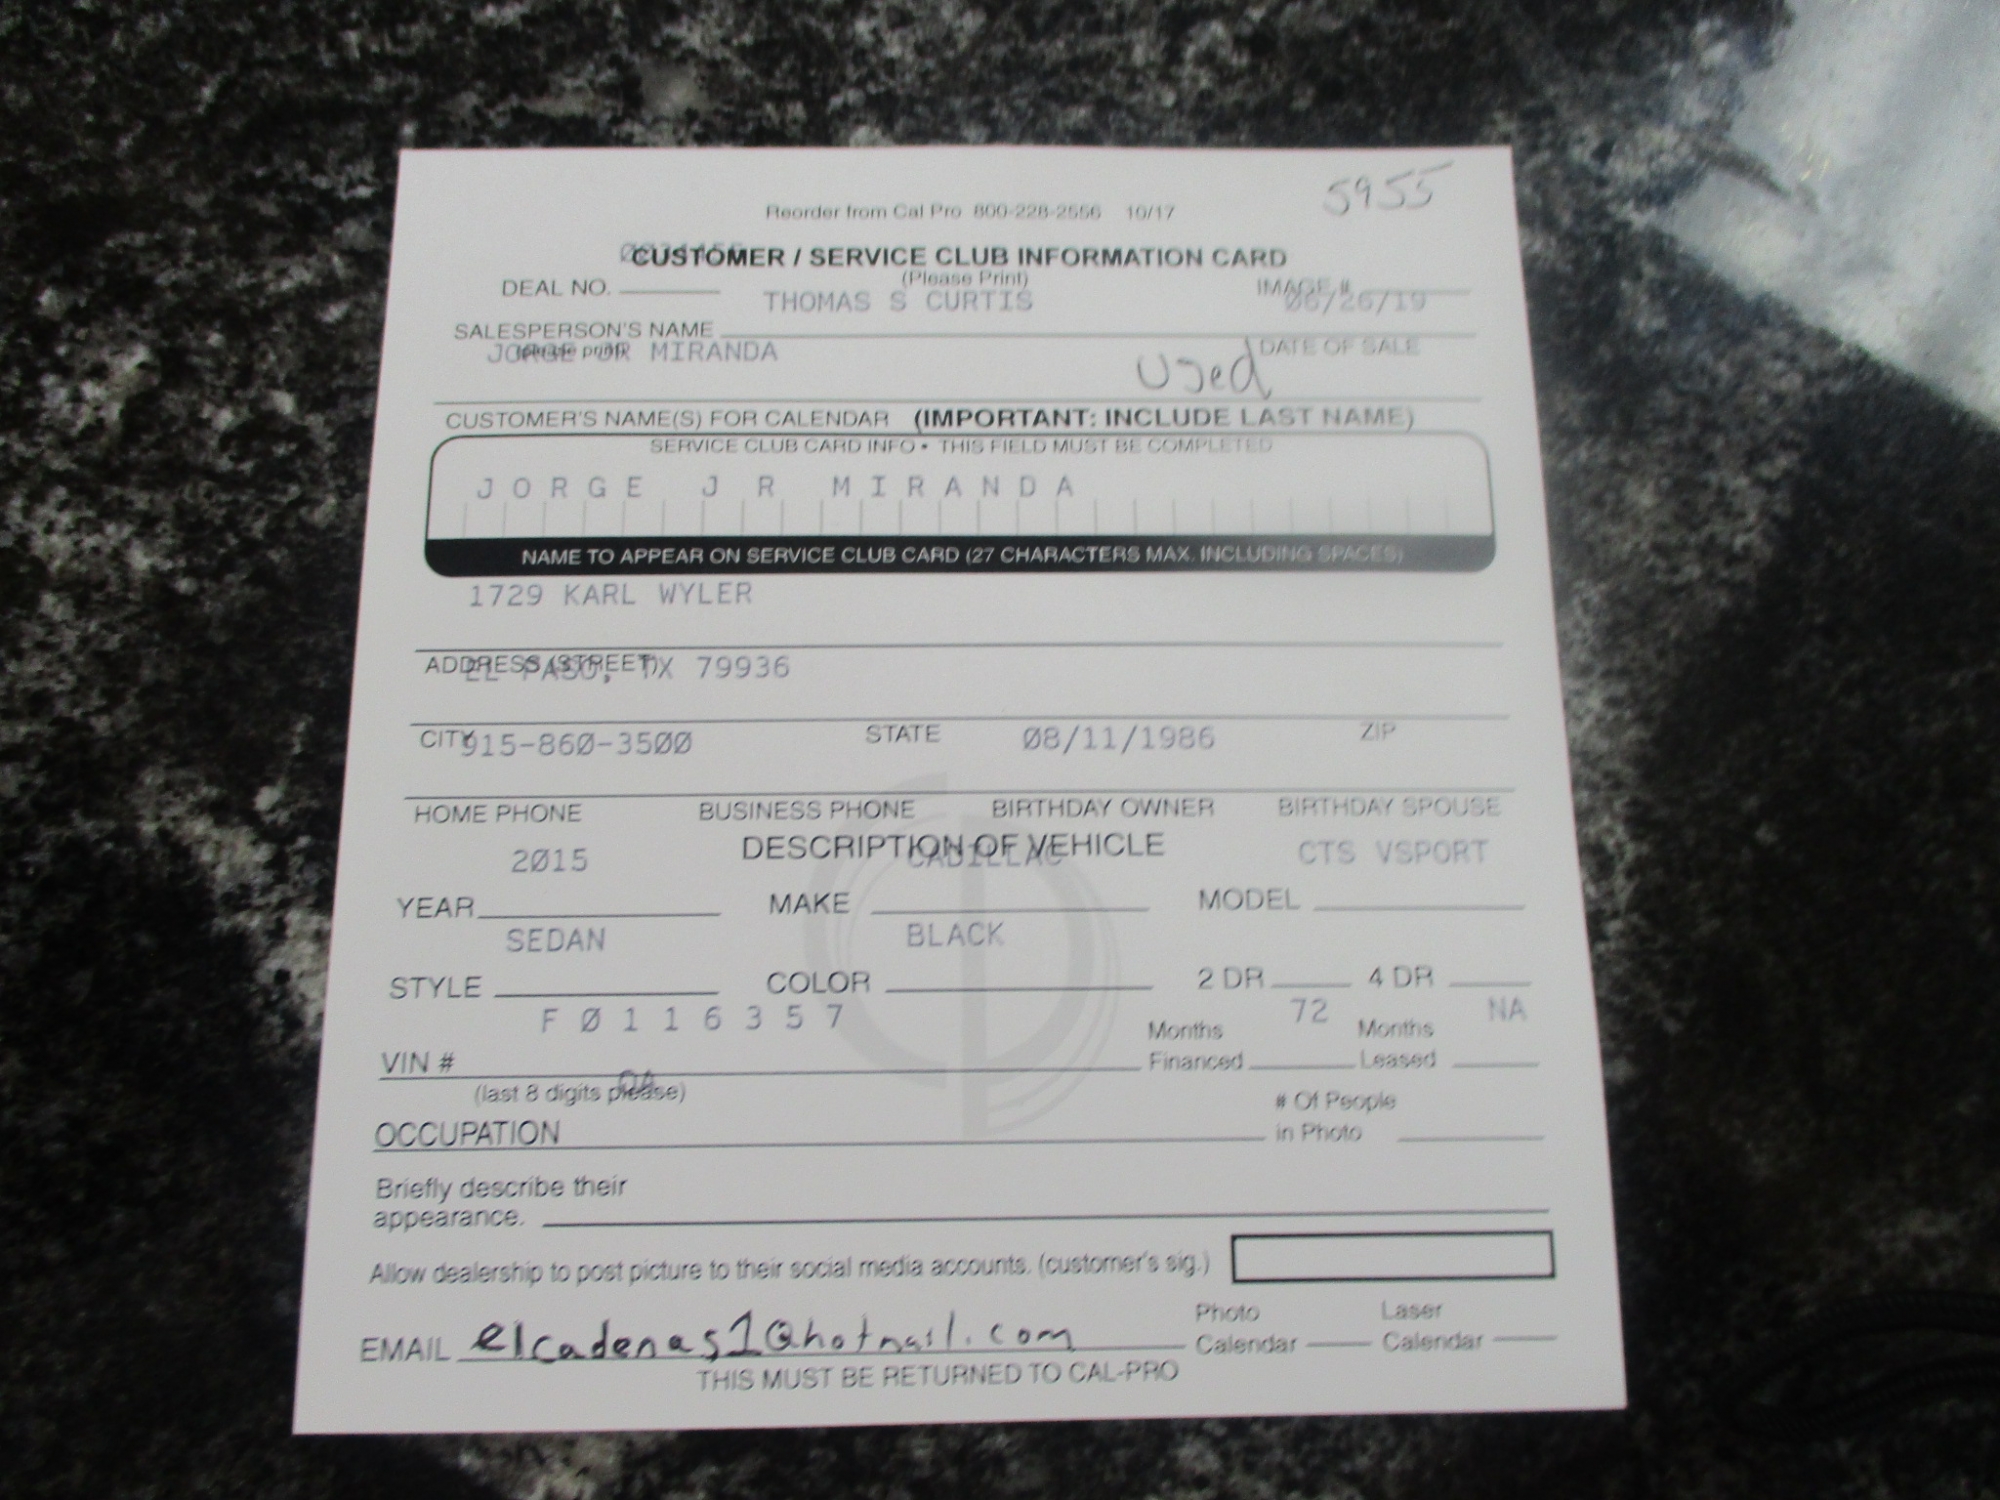 5955
Reorder from Cal Pro 800-228-2556 10/17
CUSTOMER / SERVICE CLUB INFORMATION CARD
(Please Print)
DEAL NO.
IMAGE #
THOMAS S CURTIS
06/26/19
SALESPERSON'S NAME
DATE OF SALE
(please print)
JORGE JR MIRANDA
Used
CUSTOMER'S NAME(S) FOR CALENDAR (IMPORTANT: INCLUDE LAST NAME)
SERVICE CLUB CARD INFO • THIS FIELD MUST BE COMPLETED
JORGE JR MIRANDA
NAME TO APPEAR ON SERVICE CLUB CARD (27 CHARACTERS MAX. INCLUDING SPACES)
1729 KARL WYLER
ADDRESS (STREET)
EL PASO, TX 79936
CITY STATE ZIP
915-860-3500 08/11/1986
HOME PHONE BUSINESS PHONE BIRTHDAY OWNER BIRTHDAY SPOUSE
DESCRIPTION OF VEHICLE
2015 CADILLAC CTS VSPORT
YEAR MAKE MODEL
SEDAN BLACK
STYLE COLOR 2 DR 4 DR
F0116357 72 NA
VIN # Months Financed Months Leased
(last 8 digits please)
OCCUPATION # Of People in Photo
Briefly describe their
appearance.
Allow dealership to post picture to their social media accounts. (customer's sig.)
EMAIL elcadenas1@hotmail.com Photo Calendar Laser Calendar
THIS MUST BE RETURNED TO CAL-PRO